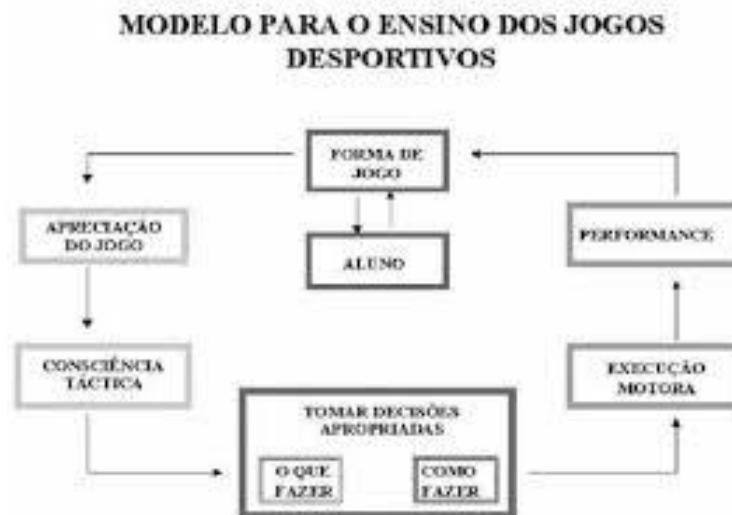 MODELO PARA O ENSINO DOS JOGOS
DESPORTIVOS
FORMA DE
JOGO
APRECIAÇÃO
DO JOGO
ALUNO
PERFORMANCE
CONSCIÊNCIA
TÁCTICA
EXECUÇÃO
MOTORA
TOMAR DECISÕES
APROPRIADAS
O QUE
FAZER
COMO
FAZER